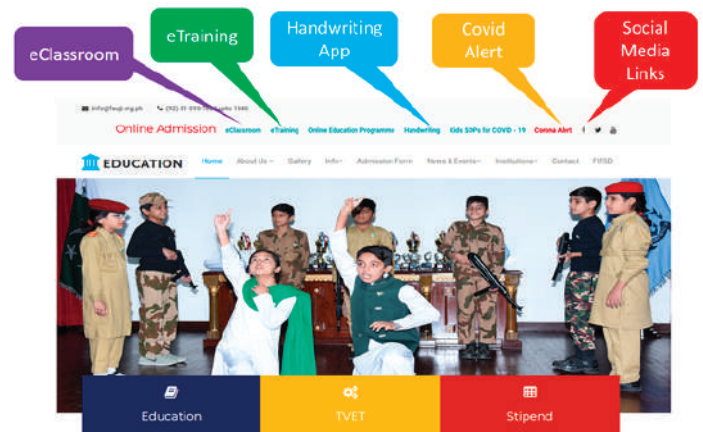 eClassroom
eTraining
Handwriting
App
Covid
Alert
Social
Media
Links
Online Admission eClassroom eTraining Online Education Programme Handwriting Kids SOPs for COVID - 19 Corona Alert
EDUCATION Home About Us Gallery Info Admission Form News & Events Institutions Contact
Education
TVET
Stipend